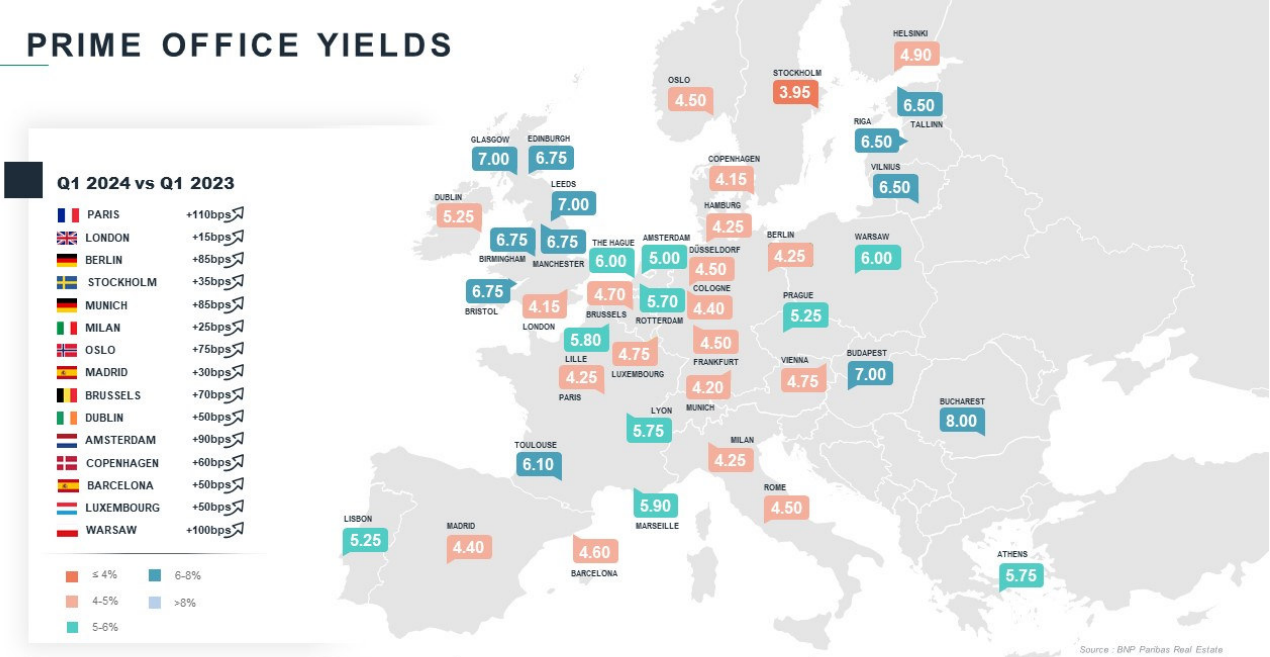 PRIME OFFICE YIELDS
Q1 2024 vs Q1 2023
PARIS +110bps
LONDON +15bps
BERLIN +85bps
STOCKHOLM +35bps
MUNICH +85bps
MILAN +25bps
OSLO +75bps
MADRID +30bps
BRUSSELS +70bps
DUBLIN +50bps
AMSTERDAM +90bps
COPENHAGEN +60bps
BARCELONA +50bps
LUXEMBOURG +50bps
WARSAW +100bps
≤ 4%
6-8%
4-5%
>8%
5-6%
HELSINKI
4.90
STOCKHOLM
3.95
OSLO
4.50
6.50
TALLINN
RIGA
6.50
VILNIUS
6.50
GLASGOW
7.00
EDINBURGH
6.75
LEEDS
7.00
DUBLIN
5.25
6.75
BIRMINGHAM
6.75
MANCHESTER
6.75
BRISTOL
4.15
LONDON
COPENHAGEN
4.15
HAMBURG
4.25
THE HAGUE
6.00
AMSTERDAM
5.00
DÜSSELDORF
4.50
BERLIN
4.25
WARSAW
6.00
4.70
BRUSSELS
5.70
ROTTERDAM
COLOGNE
4.40
PRAGUE
5.25
5.80
LILLE
4.75
LUXEMBOURG
4.50
FRANKFURT
4.25
PARIS
4.20
MUNICH
VIENNA
4.75
BUDAPEST
7.00
BUCHAREST
8.00
LYON
5.75
MILAN
4.25
TOULOUSE
6.10
5.90
MARSEILLE
ROME
4.50
LISBON
5.25
MADRID
4.40
4.60
BARCELONA
ATHENS
5.75
Source : BNP Paribas Real Estate